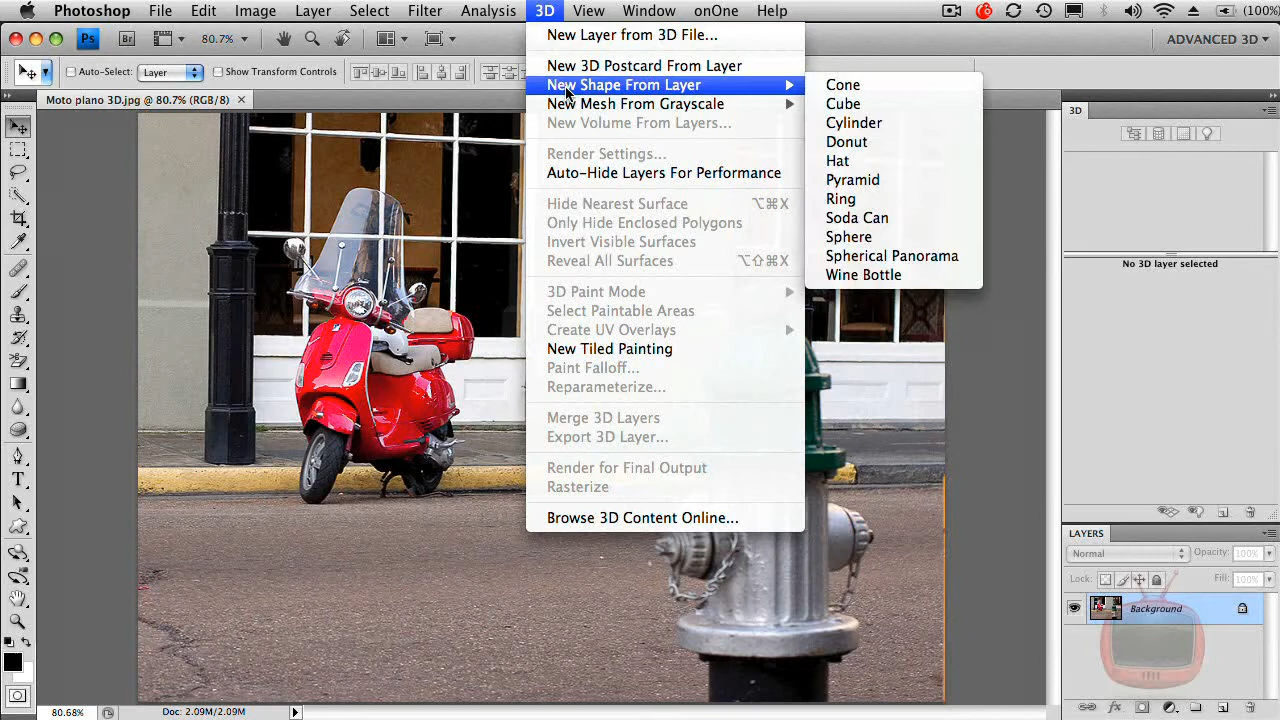 Photoshop File Edit Image Layer Select Filter Analysis 3D View Window onOne Help (100%)
Ps Br 80.7% ADVANCED 3D
Auto-Select: Layer Show Transform Controls
Moto plano 3D.jpg @ 80.7% (RGB/8)
New Layer from 3D File...
New 3D Postcard From Layer
New Shape From Layer
New Mesh From Grayscale
New Volume From Layers...
Render Settings...
Auto-Hide Layers For Performance
Hide Nearest Surface ⌥⌘X
Only Hide Enclosed Polygons
Invert Visible Surfaces
Reveal All Surfaces ⌥⇧⌘X
3D Paint Mode
Select Paintable Areas
Create UV Overlays
New Tiled Painting
Paint Falloff...
Reparameterize...
Merge 3D Layers
Export 3D Layer...
Render for Final Output
Rasterize
Browse 3D Content Online...
Cone
Cube
Cylinder
Donut
Hat
Pyramid
Ring
Soda Can
Sphere
Spherical Panorama
Wine Bottle
3D
No 3D layer selected
LAYERS
Normal Opacity: 100%
Lock: Fill: 100%
Background
80.68% Doc: 2.09M/2.09M